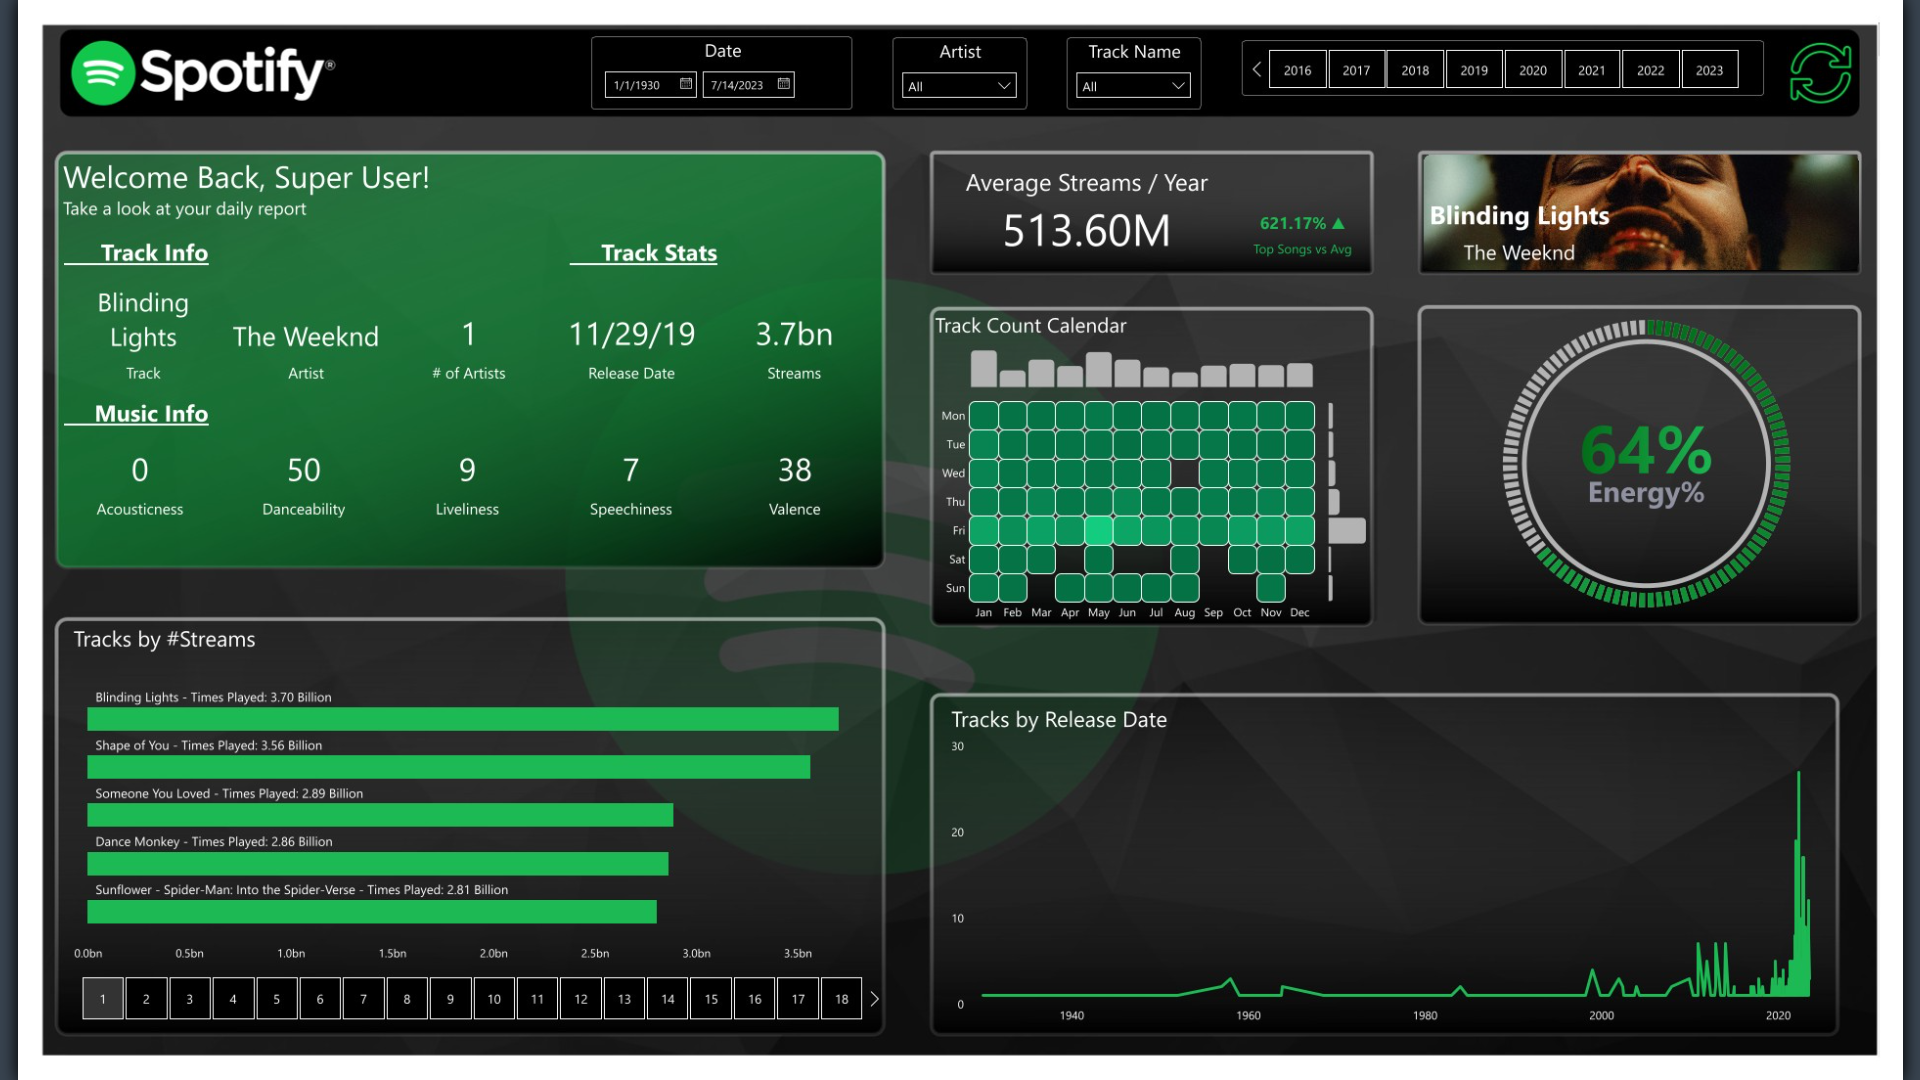 Spotify®
Date
1/1/1930 7/14/2023
Artist
All
Track Name
All
2016 2017 2018 2019 2020 2021 2022 2023
Welcome Back, Super User!
Take a look at your daily report
Track Info
Track Stats
Blinding Lights
The Weeknd
1
11/29/19
3.7bn
Track
Artist
# of Artists
Release Date
Streams
Music Info
0 50 9 7 38
Acousticness Danceability Liveliness Speechiness Valence
Average Streams / Year
513.60M
621.17% ▲
Top Songs vs Avg
Blinding Lights
The Weeknd
Track Count Calendar
Mon
Tue
Wed
Thu
Fri
Sat
Sun
Jan Feb Mar Apr May Jun Jul Aug Sep Oct Nov Dec
64%
Energy%
Tracks by #Streams
Blinding Lights - Times Played: 3.70 Billion
Shape of You - Times Played: 3.56 Billion
Someone You Loved - Times Played: 2.89 Billion
Dance Monkey - Times Played: 2.86 Billion
Sunflower - Spider-Man: Into the Spider-Verse - Times Played: 2.81 Billion
0.0bn 0.5bn 1.0bn 1.5bn 2.0bn 2.5bn 3.0bn 3.5bn
1 2 3 4 5 6 7 8 9 10 11 12 13 14 15 16 17 18
Tracks by Release Date
30
20
10
0
1940 1960 1980 2000 2020